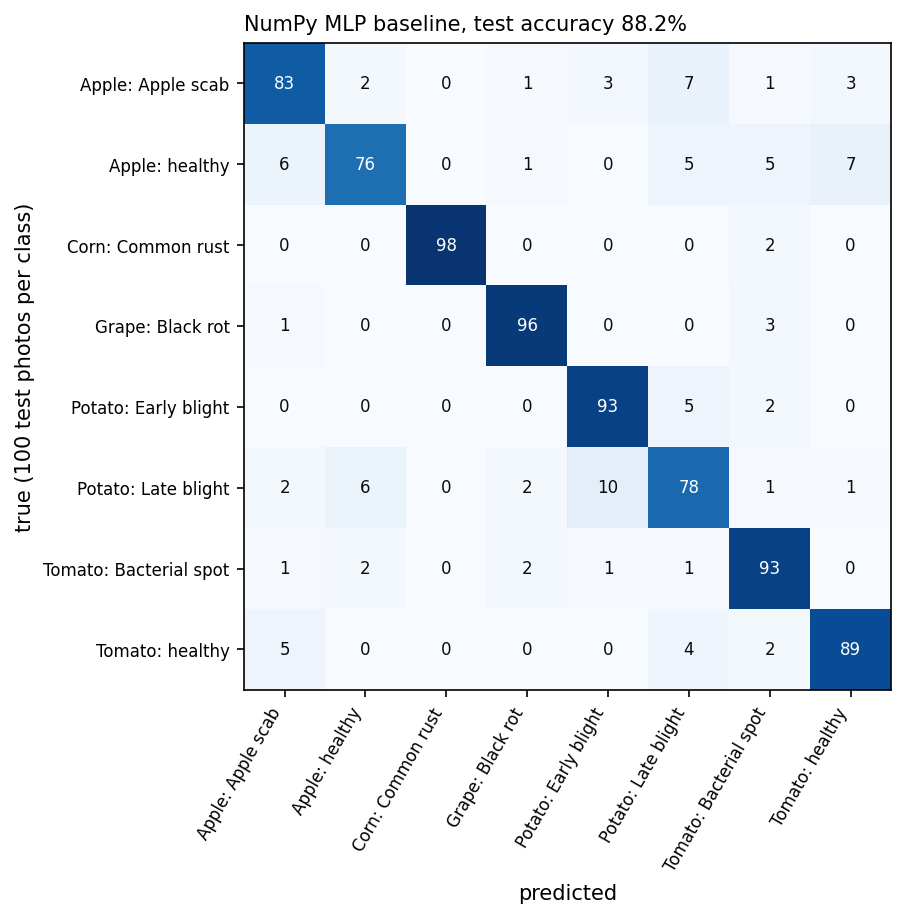 NumPy MLP baseline, test accuracy 88.2%
true (100 test photos per class)
Apple: Apple scab 83 2 0 1 3 7 1 3
Apple: healthy 6 76 0 1 0 5 5 7
Corn: Common rust 0 0 98 0 0 0 2 0
Grape: Black rot 1 0 0 96 0 0 3 0
Potato: Early blight 0 0 0 0 93 5 2 0
Potato: Late blight 2 6 0 2 10 78 1 1
Tomato: Bacterial spot 1 2 0 2 1 1 93 0
Tomato: healthy 5 0 0 0 0 4 2 89
Apple: Apple scab
Apple: healthy
Corn: Common rust
Grape: Black rot
Potato: Early blight
Potato: Late blight
Tomato: Bacterial spot
Tomato: healthy
predicted